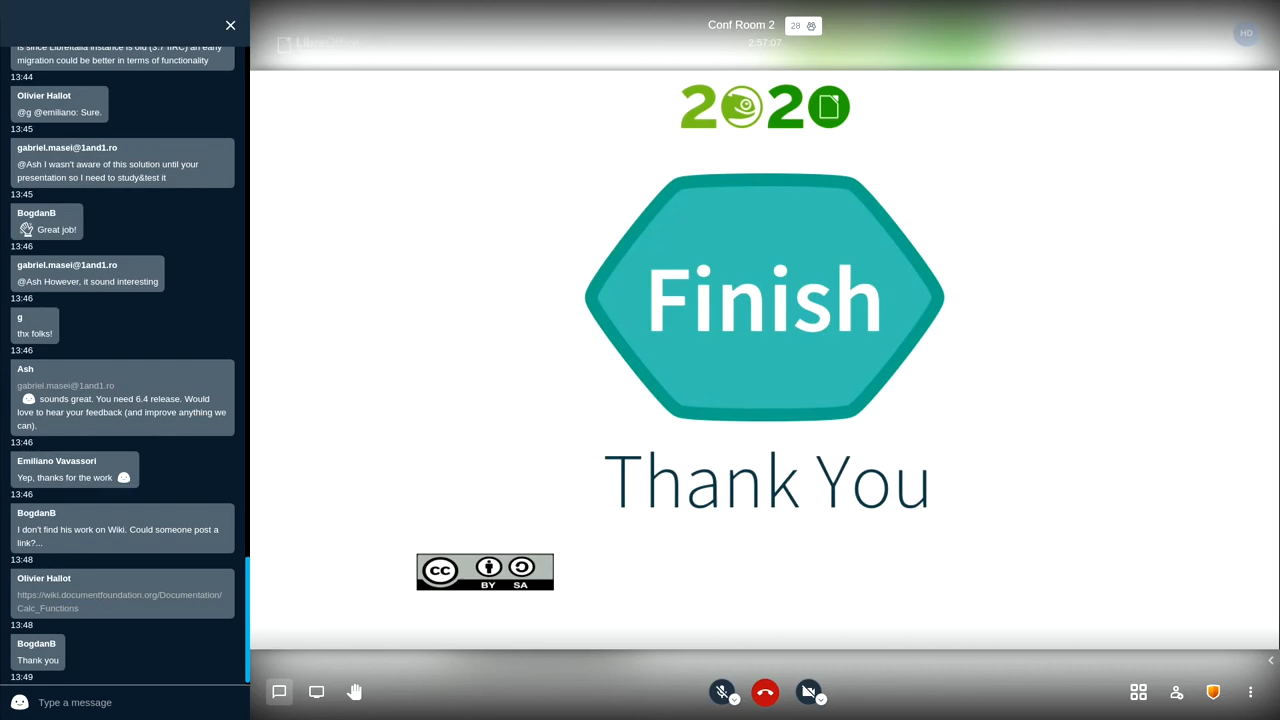 is since LibreItalia instance is old (3.7 IIRC) an early
migration could be better in terms of functionality
13:44
Olivier Hallot
@g @emiliano: Sure.
13:45
gabriel.masei@1and1.ro
@Ash I wasn't aware of this solution until your
presentation so I need to study&test it
13:45
BogdanB
Great job!
13:46
gabriel.masei@1and1.ro
@Ash However, it sound interesting
13:46
g
thx folks!
13:46
Ash
gabriel.masei@1and1.ro
sounds great. You need 6.4 release. Would
love to hear your feedback (and improve anything we
can).
13:46
Emiliano Vavassori
Yep, thanks for the work
13:46
BogdanB
I don't find his work on Wiki. Could someone post a
link?...
13:48
Olivier Hallot
https://wiki.documentfoundation.org/Documentation/
Calc_Functions
13:48
BogdanB
Thank you
13:49
Type a message
Conf Room 2
28
2:57:07
HD
2020
Finish
Thank You
CC BY SA